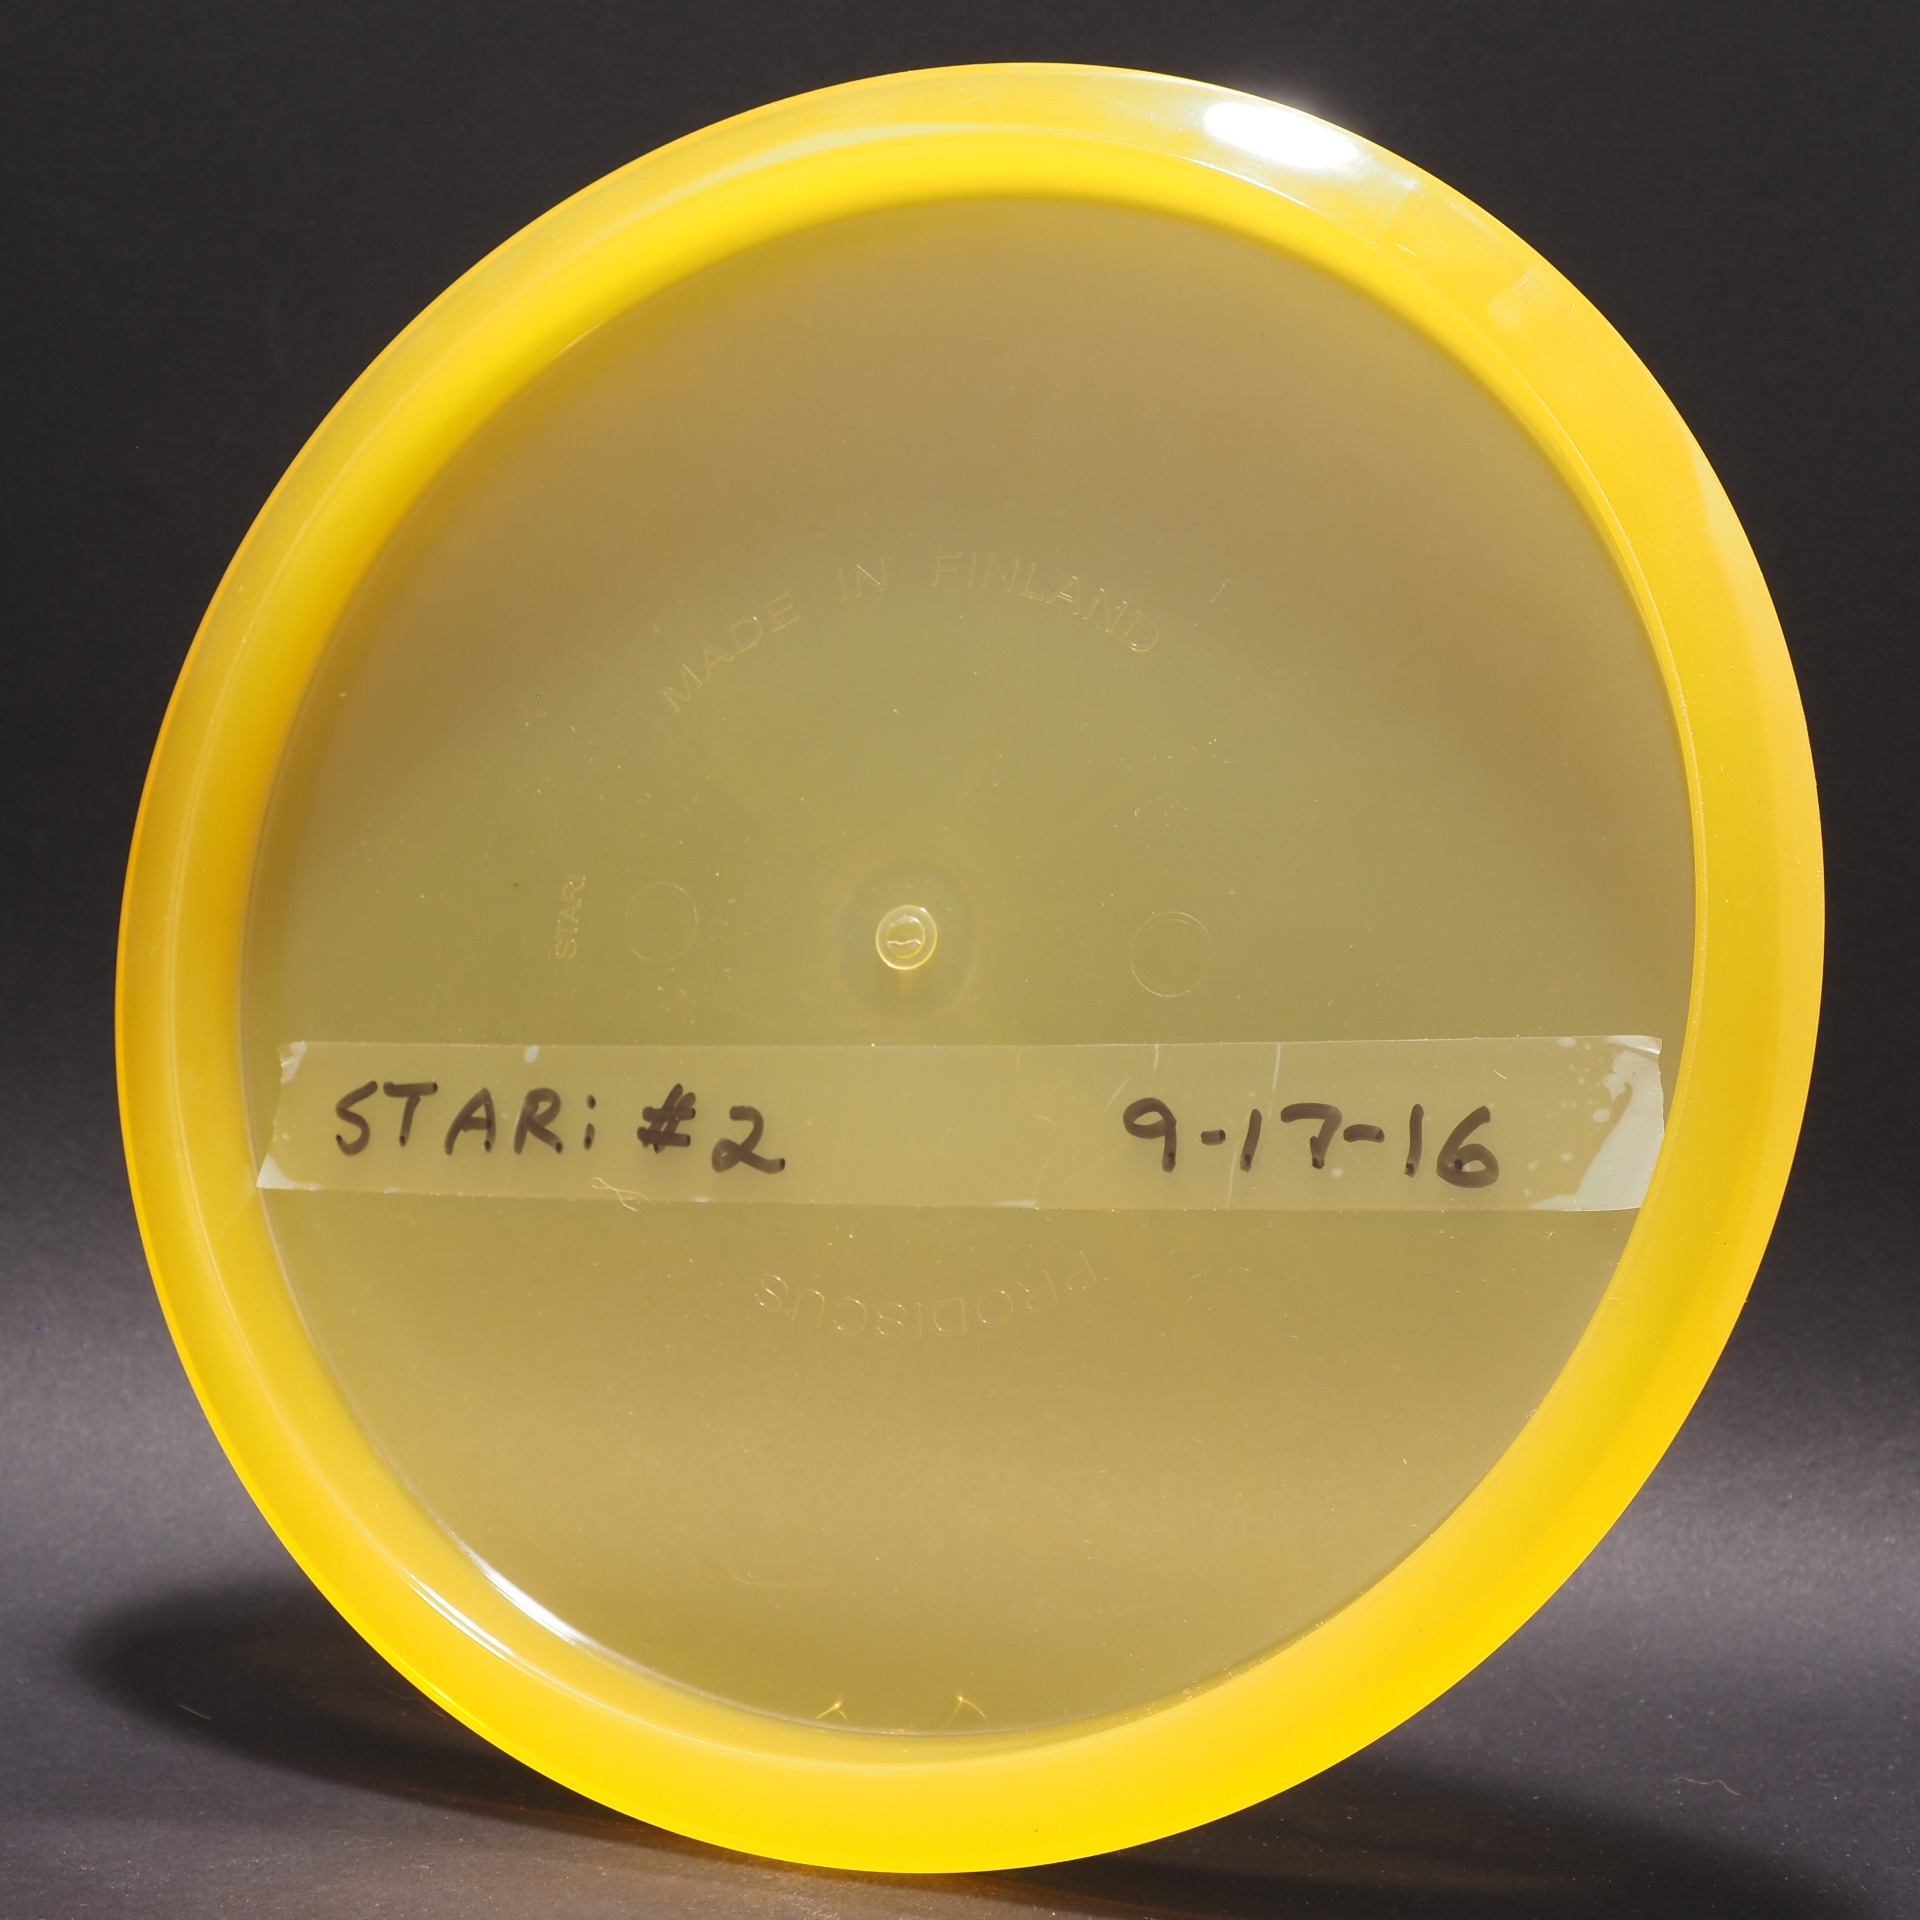 MADE IN FINLAND
STARI
STARi #2 9-17-16
PRODISCUS